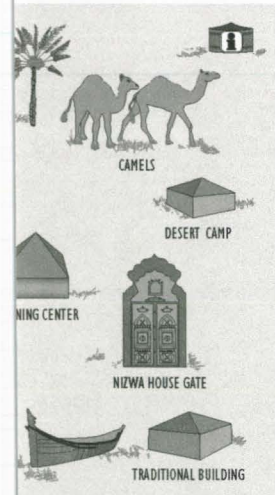 i
CAMELS
DESERT CAMP
NING CENTER
NIZWA HOUSE GATE
TRADITIONAL BUILDING